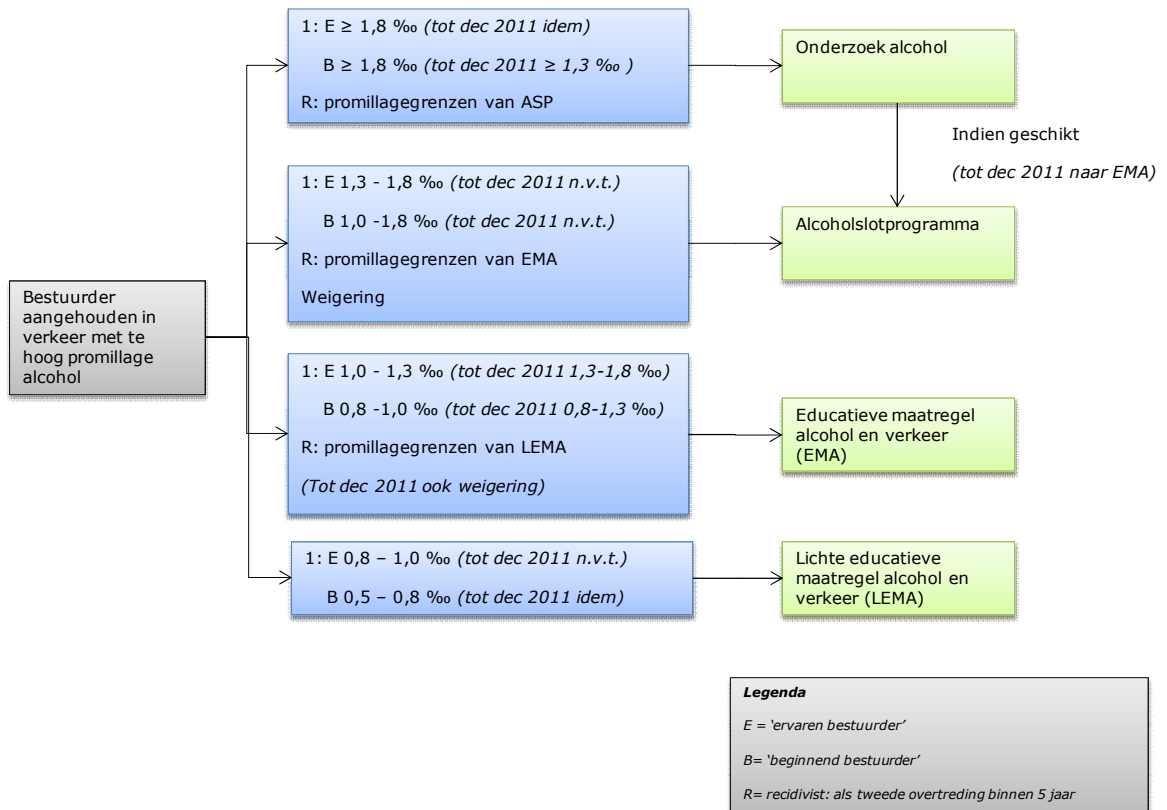 1: E ≥ 1,8 ‰ (tot dec 2011 idem)
B ≥ 1,8 ‰ (tot dec 2011 ≥ 1,3 ‰ )
R: promillagegrenzen van ASP
Onderzoek alcohol
Indien geschikt
(tot dec 2011 naar EMA)
1: E 1,3 - 1,8 ‰ (tot dec 2011 n.v.t.)
B 1,0 -1,8 ‰ (tot dec 2011 n.v.t.)
R: promillagegrenzen van EMA
Weigering
Alcoholslotprogramma
Bestuurder
aangehouden in
verkeer met te
hoog promillage
alcohol
1: E 1,0 - 1,3 ‰ (tot dec 2011 1,3-1,8 ‰)
B 0,8 -1,0 ‰ (tot dec 2011 0,8-1,3 ‰)
R: promillagegrenzen van LEMA
(Tot dec 2011 ook weigering)
Educatieve maatregel
alcohol en verkeer
(EMA)
1: E 0,8 – 1,0 ‰ (tot dec 2011 n.v.t.)
B 0,5 – 0,8 ‰ (tot dec 2011 idem)
Lichte educatieve
maatregel alcohol en
verkeer (LEMA)
Legenda
E = ‘ervaren bestuurder’
B= ‘beginnend bestuurder’
R= recidivist: als tweede overtreding binnen 5 jaar